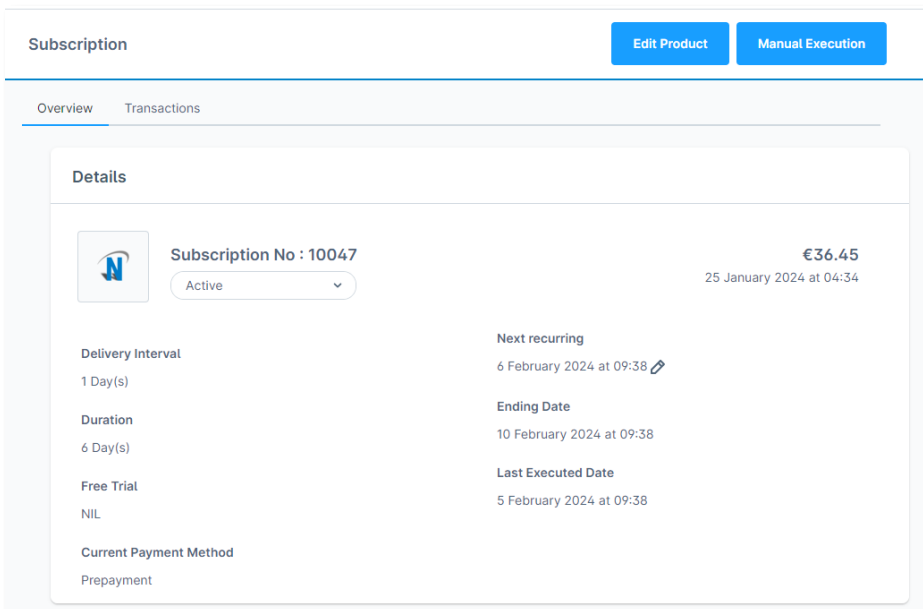 Subscription
Edit Product
Manual Execution
Overview
Transactions
Details
N
Subscription No : 10047
Active
€36.45
25 January 2024 at 04:34
Delivery Interval
1 Day(s)
Duration
6 Day(s)
Free Trial
NIL
Current Payment Method
Prepayment
Next recurring
6 February 2024 at 09:38
Ending Date
10 February 2024 at 09:38
Last Executed Date
5 February 2024 at 09:38